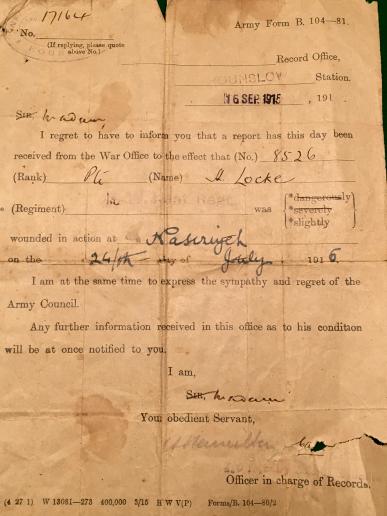 No. 17164
Army Form B. 104—81.
(If replying, please quote
above No.)
Record Office,
HOUNSLOW Station.
16 SEP 1915, 191
Sir, Madam,
I regret to have to inform you that a report has this day been
received from the War Office to the effect that (No.) 8526
(Rank) Pte (Name) A Locke
(Regiment) was
*dangerously
*severely
*slightly
wounded in action at Nasiriyeh
on the 24th day of July, 1915.
I am at the same time to express the sympathy and regret of the
Army Council.
Any further information received in this office as to his condition
will be at once notified to you.
I am,
Sir, Madam
Your obedient Servant,
Officer in charge of Records.
(4 27 1) W 13061—273 400,000 3/15 H W V(P) Forms/B. 104—80/2